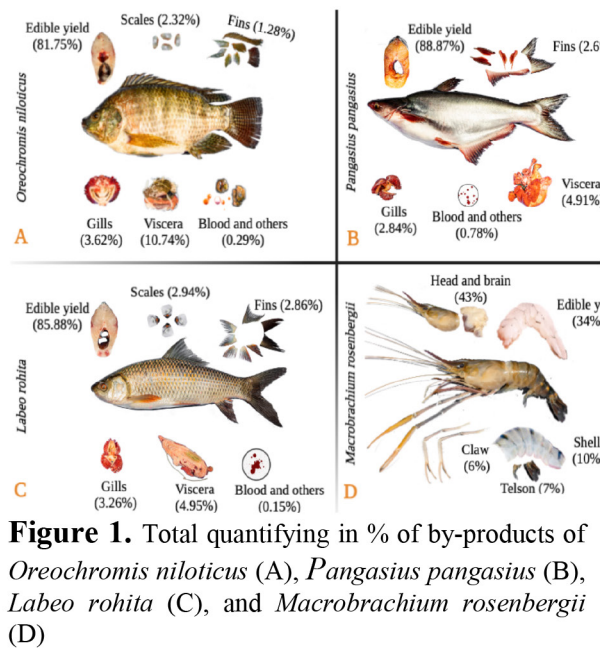 Oreochromis niloticus
Edible yield
(81.75%)
Scales (2.32%)
Fins (1.28%)
Gills
(3.62%)
Viscera
(10.74%)
Blood and others
(0.29%)
A
Pangasius pangasius
Edible yield
(88.87%)
Fins (2.6
Gills
(2.84%)
Blood and others
(0.78%)
Viscera
(4.91%
B
Labeo rohita
Edible yield
(85.88%)
Scales (2.94%)
Fins (2.86%)
Gills
(3.26%)
Viscera
(4.95%)
Blood and others
(0.15%)
C
Macrobrachium rosenbergii
Head and brain
(43%)
Edible y
(34%
Claw
(6%)
Shell
(10%
Telson (7%)
D
Figure 1. Total quantifying in % of by-products of
Oreochromis niloticus (A), Pangasius pangasius (B),
Labeo rohita (C), and Macrobrachium rosenbergii
(D)